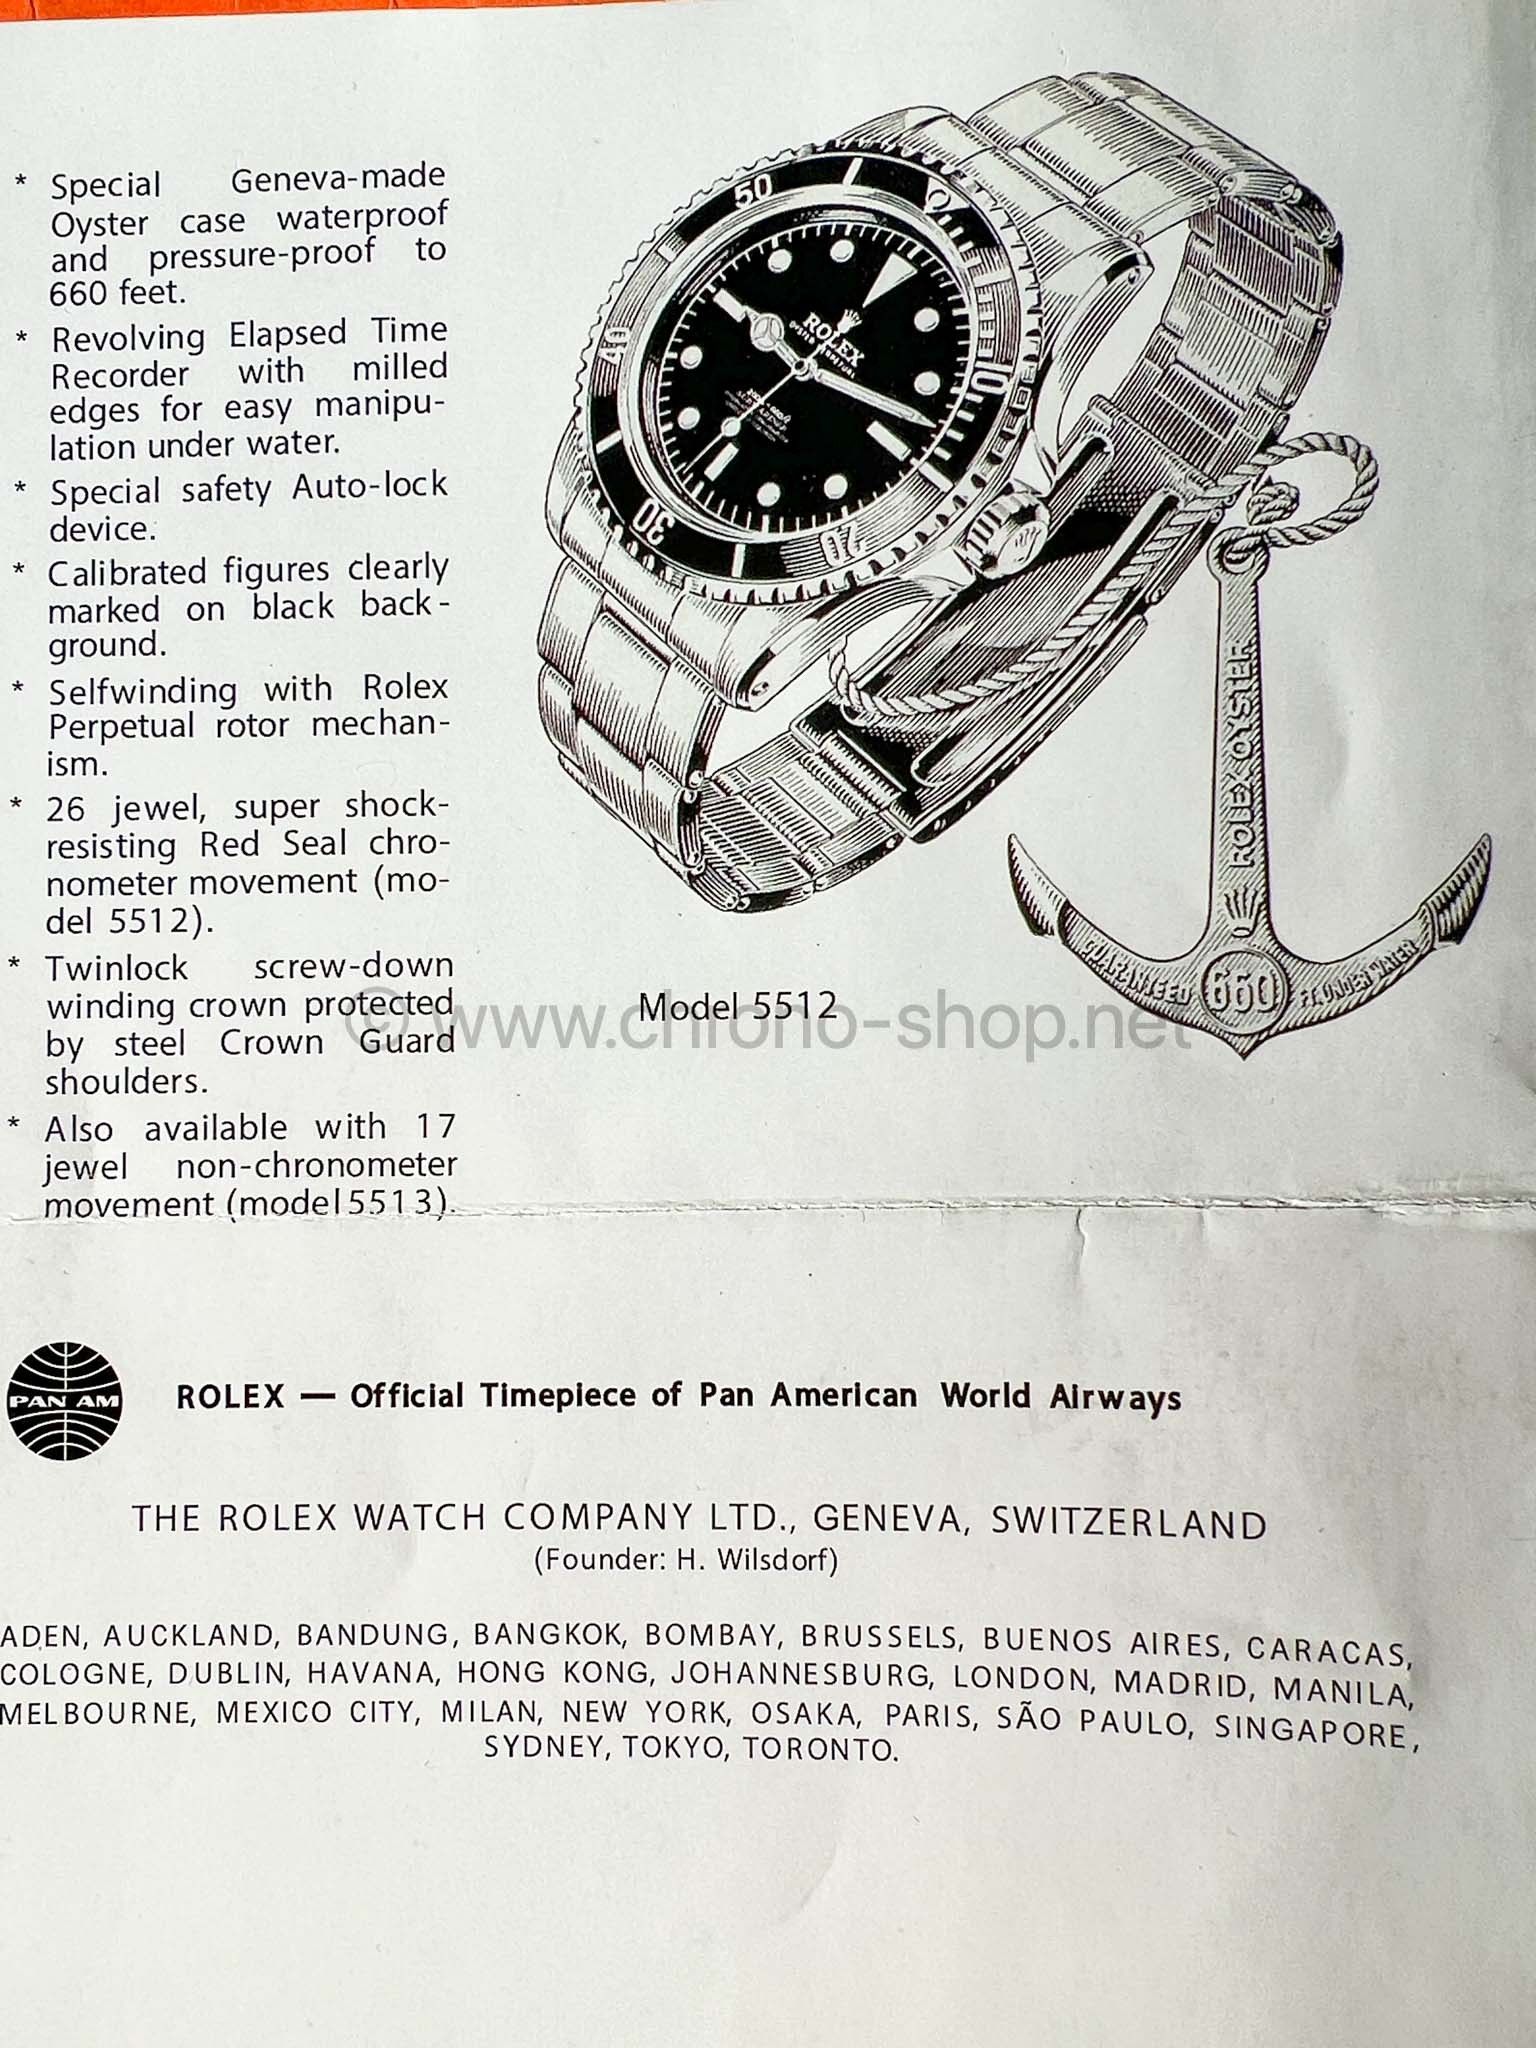 * Special Geneva-made
Oyster case waterproof
and pressure-proof to
660 feet.
* Revolving Elapsed Time
Recorder with milled
edges for easy manipu-
lation under water.
* Special safety Auto-lock
device.
* Calibrated figures clearly
marked on black back-
ground.
* Selfwinding with Rolex
Perpetual rotor mechan-
ism.
* 26 jewel, super shock-
resisting Red Seal chro-
nometer movement (mo-
del 5512).
* Twinlock screw-down
winding crown protected
by steel Crown Guard
shoulders.
* Also available with 17
jewel non-chronometer
movement (model 5513).
50
10
20
30
40
ROLEX
OYSTER PERPETUAL
ROLEX OYSTER
GUARANTEED 660 FT. UNDER WATER
Model 5512
© www.chrono-shop.net
PAN AM
ROLEX — Official Timepiece of Pan American World Airways
THE ROLEX WATCH COMPANY LTD., GENEVA, SWITZERLAND
(Founder: H. Wilsdorf)
ADEN, AUCKLAND, BANDUNG, BANGKOK, BOMBAY, BRUSSELS, BUENOS AIRES, CARACAS,
COLOGNE, DUBLIN, HAVANA, HONG KONG, JOHANNESBURG, LONDON, MADRID, MANILA,
MELBOURNE, MEXICO CITY, MILAN, NEW YORK, OSAKA, PARIS, SÃO PAULO, SINGAPORE,
SYDNEY, TOKYO, TORONTO.